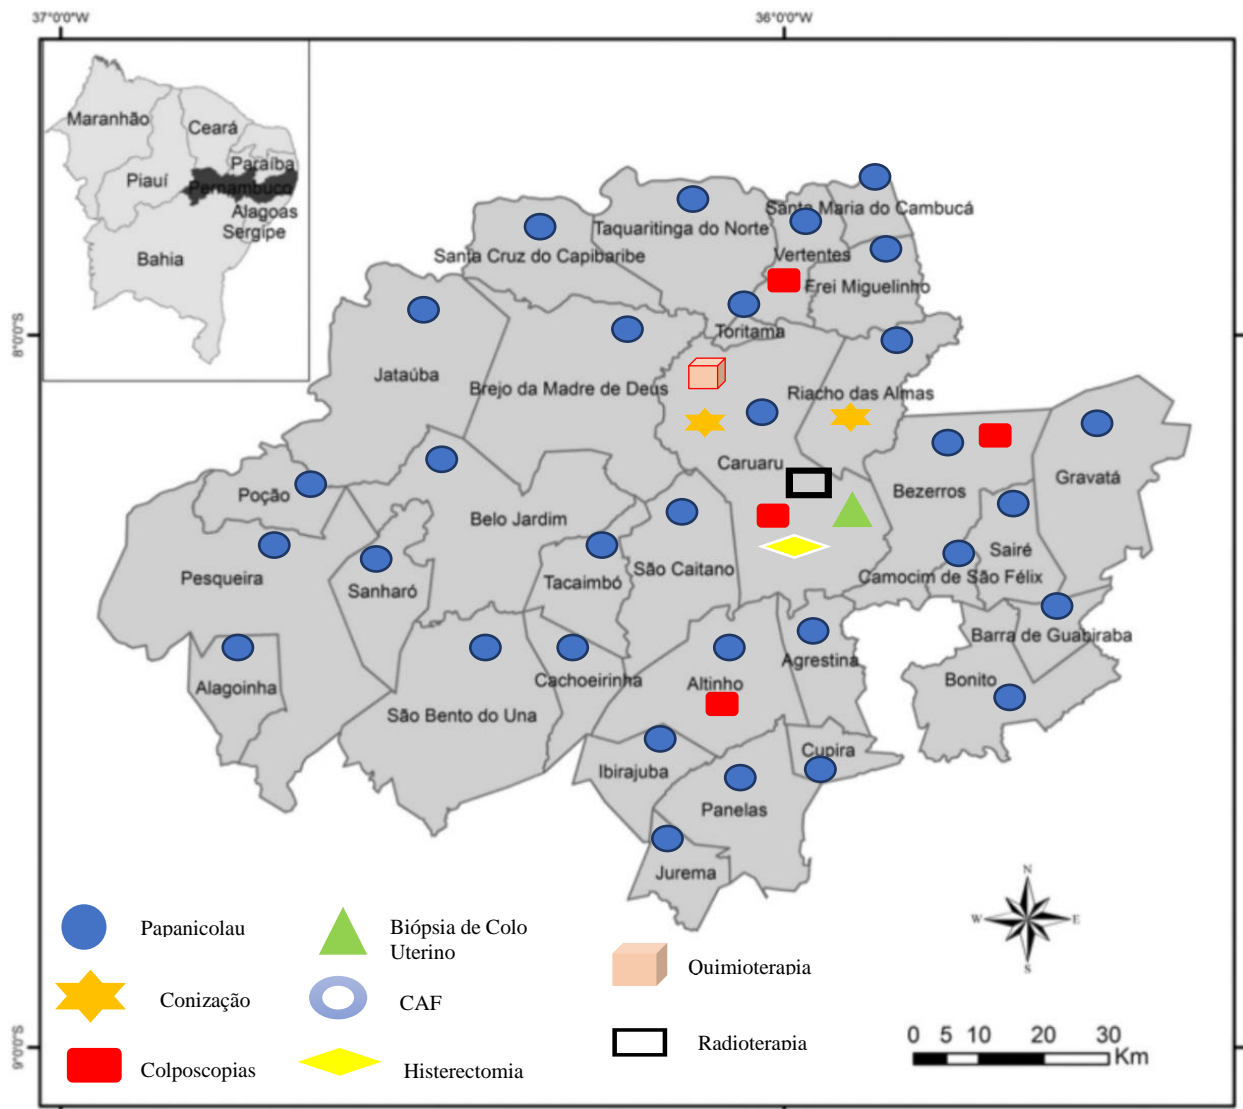 37°0'0"W
36°0'0"W
Maranhão
Ceará
Paraíba
Piauí
Pernambuco
Alagoas
Sergipe
Bahia
8°0'0"S
9°0'0"S
Santa Maria do Cambucá
Taquaritinga do Norte
Santa Cruz do Capibaribe
Vertentes
Frei Miguelinho
Toritama
Jataúba
Brejo da Madre de Deus
Riacho das Almas
Caruaru
Gravatá
Bezerros
Poção
Belo Jardim
Sairé
Pesqueira
Sanharó
Tacaimbó
São Caitano
Camocim de São Félix
Barra de Guabiraba
Agrestina
Bonito
Alagoinha
Cachoeirinha
Altinho
São Bento do Una
Cupira
Ibirajuba
Panelas
Jurema
N
W
E
S
Papanicolau
Biópsia de Colo
Uterino
Quimioterapia
Conização
CAF
Radioterapia
Colposcopias
Histerectomia
0 5 10 20 30
Km